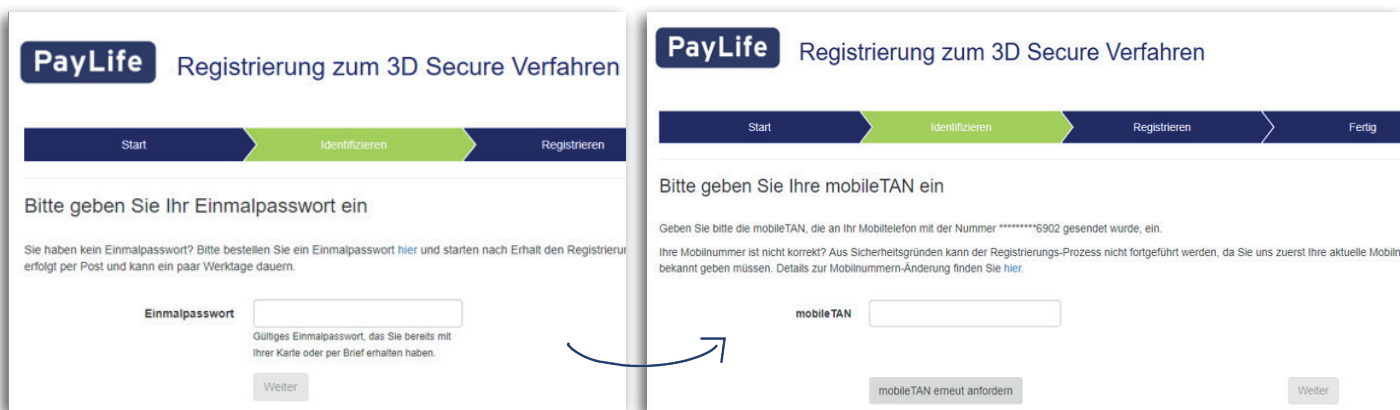 PayLife
Registrierung zum 3D Secure Verfahren
Start
Identifizieren
Registrieren
Bitte geben Sie Ihr Einmalpasswort ein
Sie haben kein Einmalpasswort? Bitte bestellen Sie ein Einmalpasswort hier und starten nach Erhalt den
erfolgt per Post und kann ein paar Werktage dauern.
Einmalpasswort
Gültiges Einmalpasswort, das Sie bereits mit
Ihrer Karte oder per Brief erhalten haben.
Weiter
PayLife
Registrierung zum 3D Secure Verfahren
Start
Identifizieren
Registrieren
Fertig
Bitte geben Sie Ihre mobileTAN ein
Geben Sie bitte die mobileTAN, die an Ihr Mobiltelefon mit der Nummer *********6902 gesendet wurde, ein.
Ihre Mobilnummer ist nicht korrekt? Aus Sicherheitsgründen kann der Registrierungs-Prozess nicht fortgeführt werden, da Sie uns zuerst Ihre aktuelle
bekannt geben müssen. Details zur Mobilnummern-Änderung finden Sie hier.
mobileTAN
mobileTAN erneut anfordern
Weiter